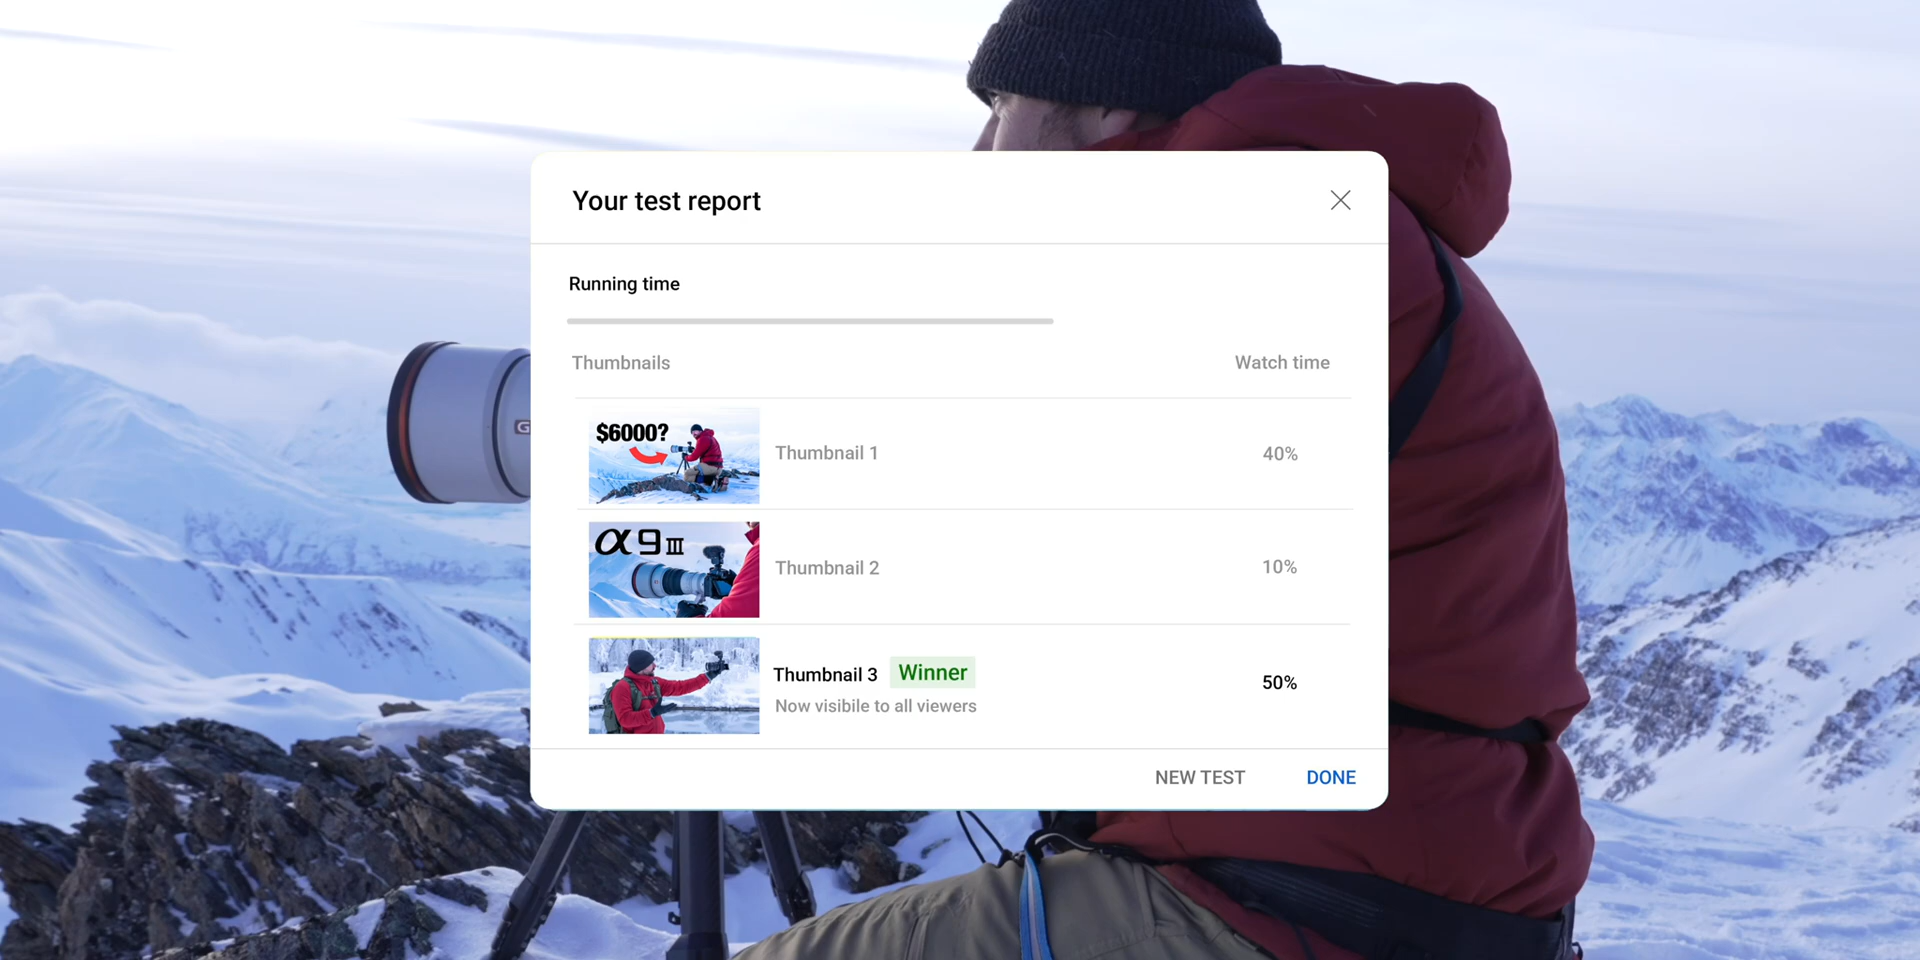 Your test report
Running time
Thumbnails Watch time
$6000?
Thumbnail 1 40%
α9III
Thumbnail 2 10%
Thumbnail 3 Winner 50%
Now visibile to all viewers
NEW TEST DONE
G